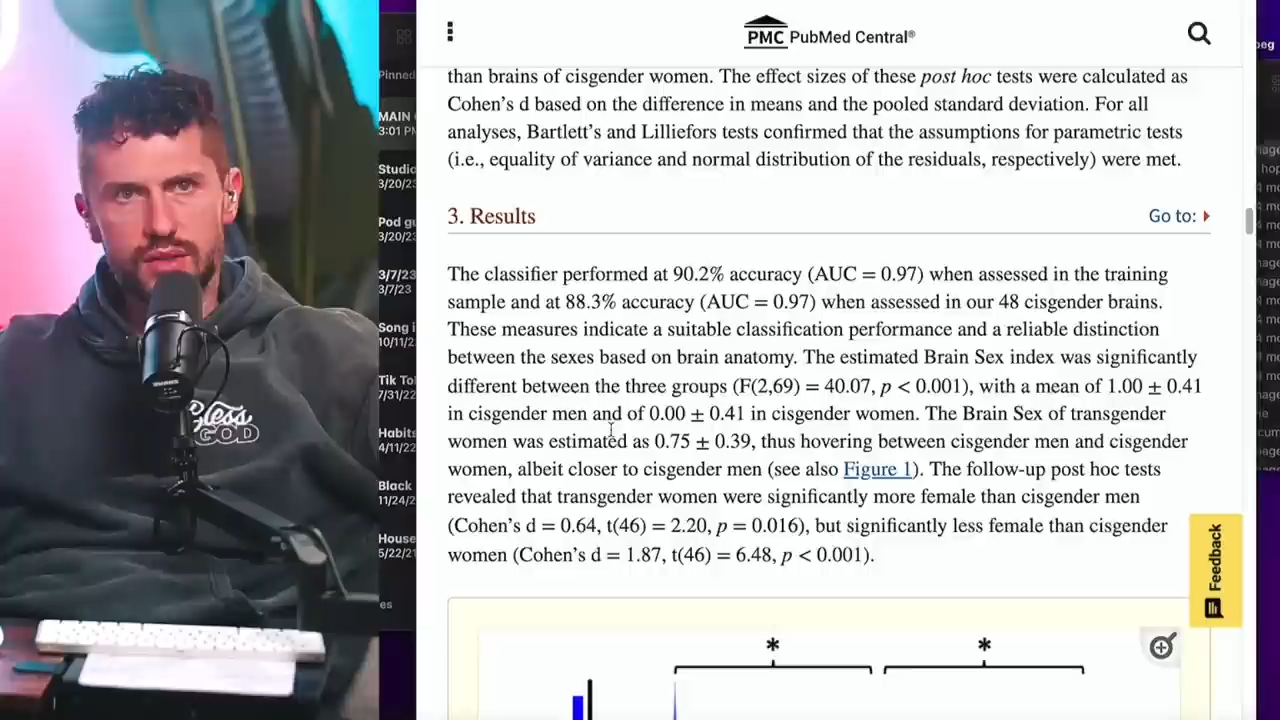 PMC PubMed Central®
than brains of cisgender women. The effect sizes of these post hoc tests were calculated as
Cohen's d based on the difference in means and the pooled standard deviation. For all
analyses, Bartlett's and Lilliefors tests confirmed that the assumptions for parametric tests
(i.e., equality of variance and normal distribution of the residuals, respectively) were met.
3. Results
Go to:
The classifier performed at 90.2% accuracy (AUC = 0.97) when assessed in the training
sample and at 88.3% accuracy (AUC = 0.97) when assessed in our 48 cisgender brains.
These measures indicate a suitable classification performance and a reliable distinction
between the sexes based on brain anatomy. The estimated Brain Sex index was significantly
different between the three groups (F(2,69) = 40.07, p < 0.001), with a mean of 1.00 ± 0.41
in cisgender men and of 0.00 ± 0.41 in cisgender women. The Brain Sex of transgender
women was estimated as 0.75 ± 0.39, thus hovering between cisgender men and cisgender
women, albeit closer to cisgender men (see also Figure 1). The follow-up post hoc tests
revealed that transgender women were significantly more female than cisgender men
(Cohen's d = 0.64, t(46) = 2.20, p = 0.016), but significantly less female than cisgender
women (Cohen's d = 1.87, t(46) = 6.48, p < 0.001).
* *
Feedback
Pinned
MAIN
3:01 PM
Studio
3/20/23
Pod gu
3/20/23
3/7/23
3/7/23
Song i
10/11/2
Tik To
7/31/22
Habits
4/11/22
Black
11/24/2
House
5/22/21
es
Bless
GOD
SHURE